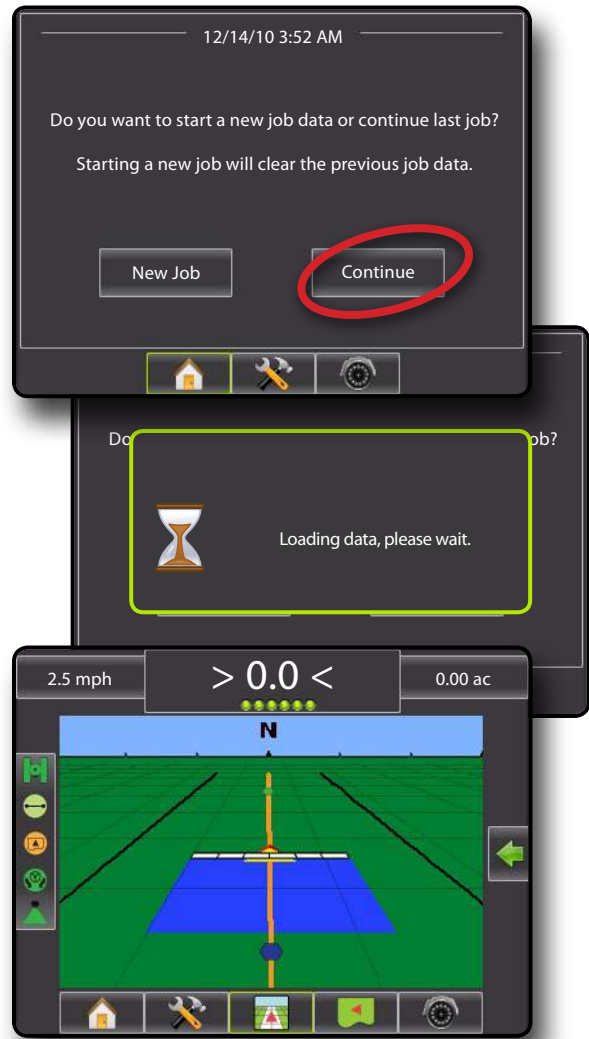 12/14/10 3:52 AM
Do you want to start a new job data or continue last job?
Starting a new job will clear the previous job data.
New Job
Continue
Loading data, please wait.
2.5 mph
> 0.0 <
0.00 ac
N